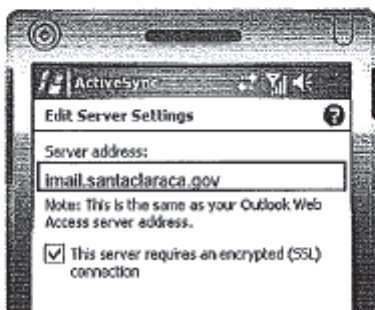 ActiveSync
Edit Server Settings
Server address:
imail.santaclaraca.gov
Note: This is the same as your Outlook Web
Access server address.
This server requires an encrypted (SSL)
connection